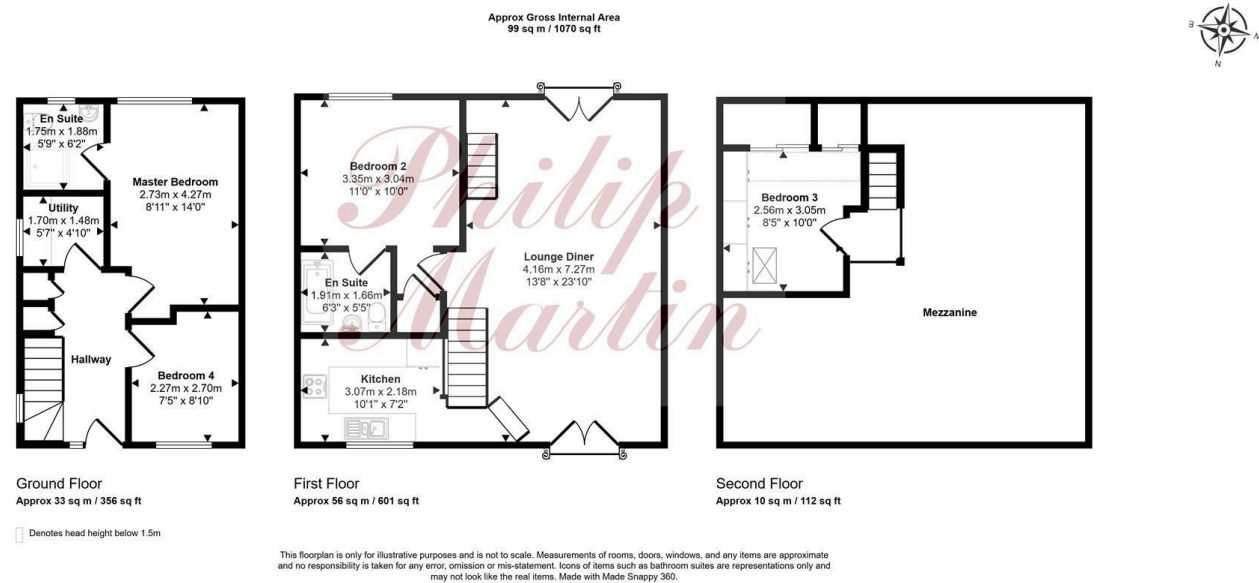 Approx Gross Internal Area
99 sq m / 1070 sq ft
E
N
N
En Suite
1.75m x 1.88m
5'9" x 6'2"
Utility
1.70m x 1.48m
5'7" x 4'10"
Master Bedroom
2.73m x 4.27m
8'11" x 14'0"
Hallway
Bedroom 4
2.27m x 2.70m
7'5" x 8'10"
Bedroom 2
3.35m x 3.04m
11'0" x 10'0"
En Suite
1.91m x 1.66m
6'3" x 5'5"
Kitchen
3.07m x 2.18m
10'1" x 7'2"
Lounge Diner
4.16m x 7.27m
13'8" x 23'10"
Philip
Martin
Bedroom 3
2.56m x 3.05m
8'5" x 10'0"
Mezzanine
Ground Floor
Approx 33 sq m / 356 sq ft
First Floor
Approx 56 sq m / 601 sq ft
Second Floor
Approx 10 sq m / 112 sq ft
Denotes head height below 1.5m
This floorplan is only for illustrative purposes and is not to scale. Measurements of rooms, doors, windows, and any items are approximate
and no responsibility is taken for any error, omission or mis-statement. Icons of items such as bathroom suites are representations only and
may not look like the real items. Made with Made Snappy 360.